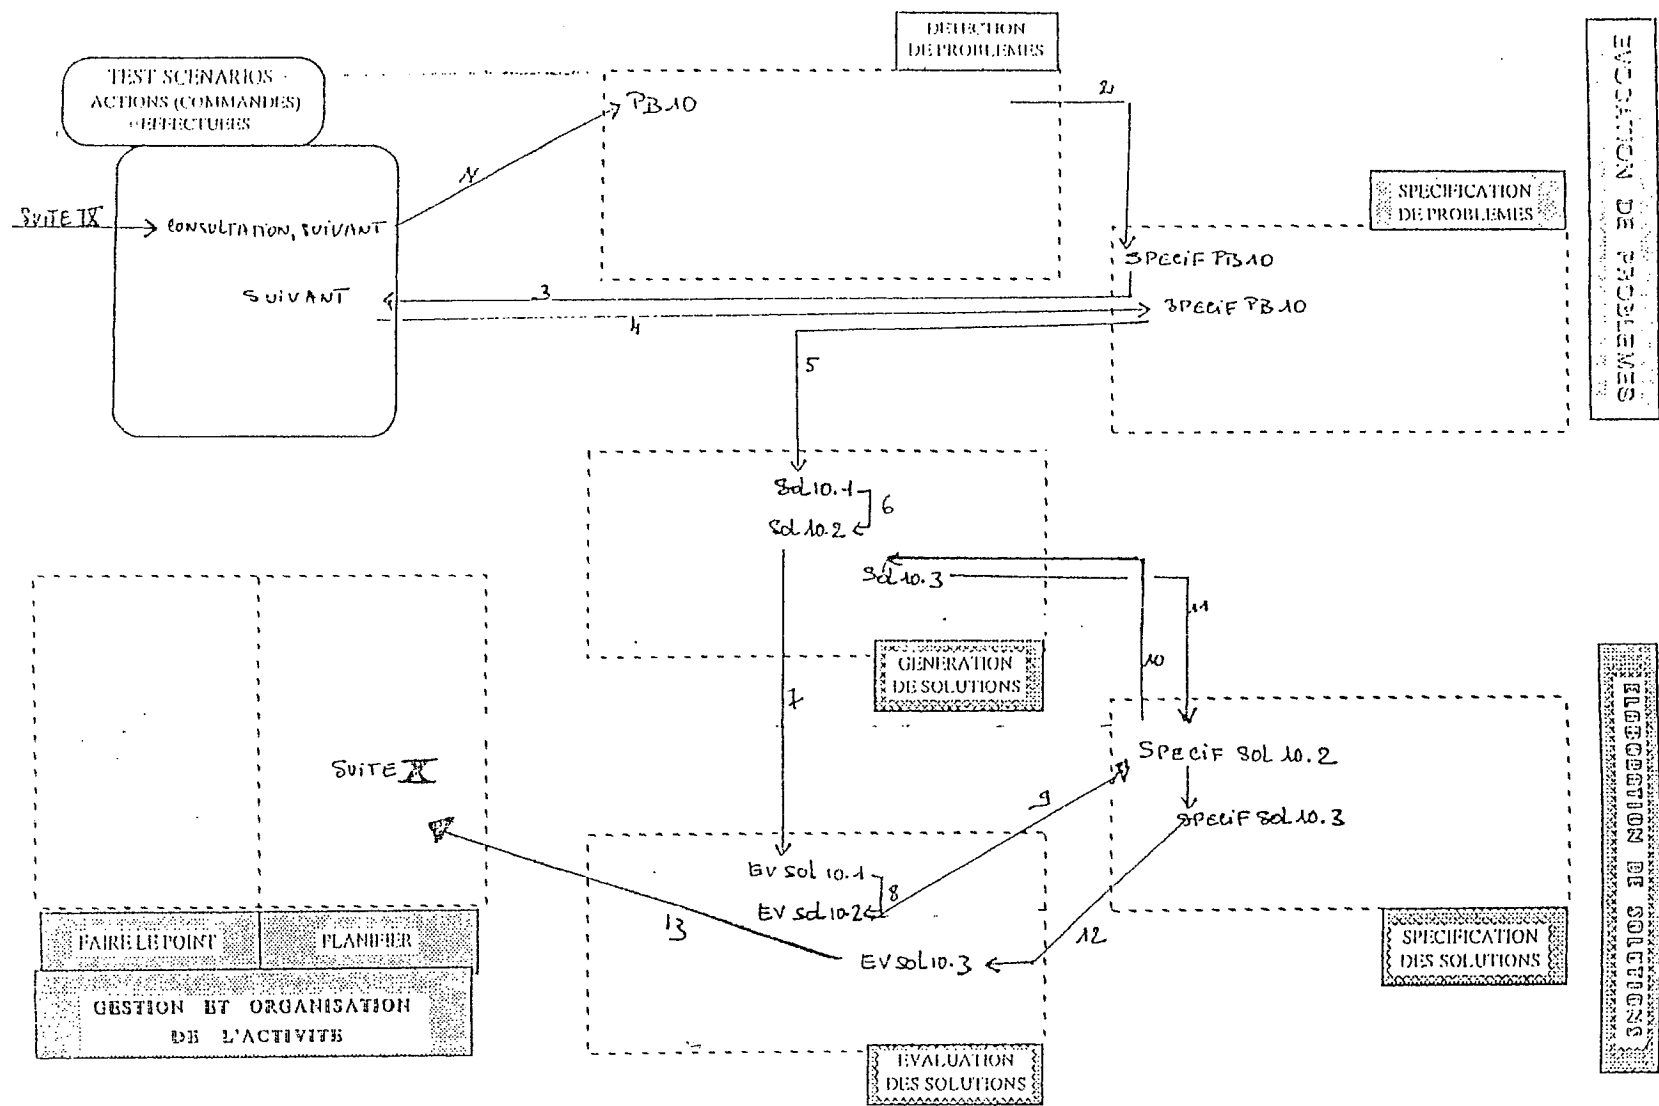 DETECTION
DE PROBLEMES
TEST SCENARIOS
ACTIONS (COMMANDES)
EFFECTUEES
PB10
2
EVOCATION DE PROBLEMES
1
SPECIFICATION
DE PROBLEMES
SUITE IX
CONSULTATION, SUIVANT
SPECIF PB10
SUIVANT
3
SPECIF PB10
4
5
Sol 10.1
6
Sol 10.2
Sol 10.3
11
10
GENERATION
DE SOLUTIONS
7
ELABORATION DE SOLUTIONS
SPECIF SOL 10.2
SUITE X
9
SPECIF SOL 10.3
EV Sol 10.1
8
EV Sol 10.2
13
12
EV Sol 10.3
FAIRE LE POINT
PLANIFIER
SPECIFICATION
DES SOLUTIONS
GESTION ET ORGANISATION
DE L'ACTIVITE
EVALUATION
DES SOLUTIONS